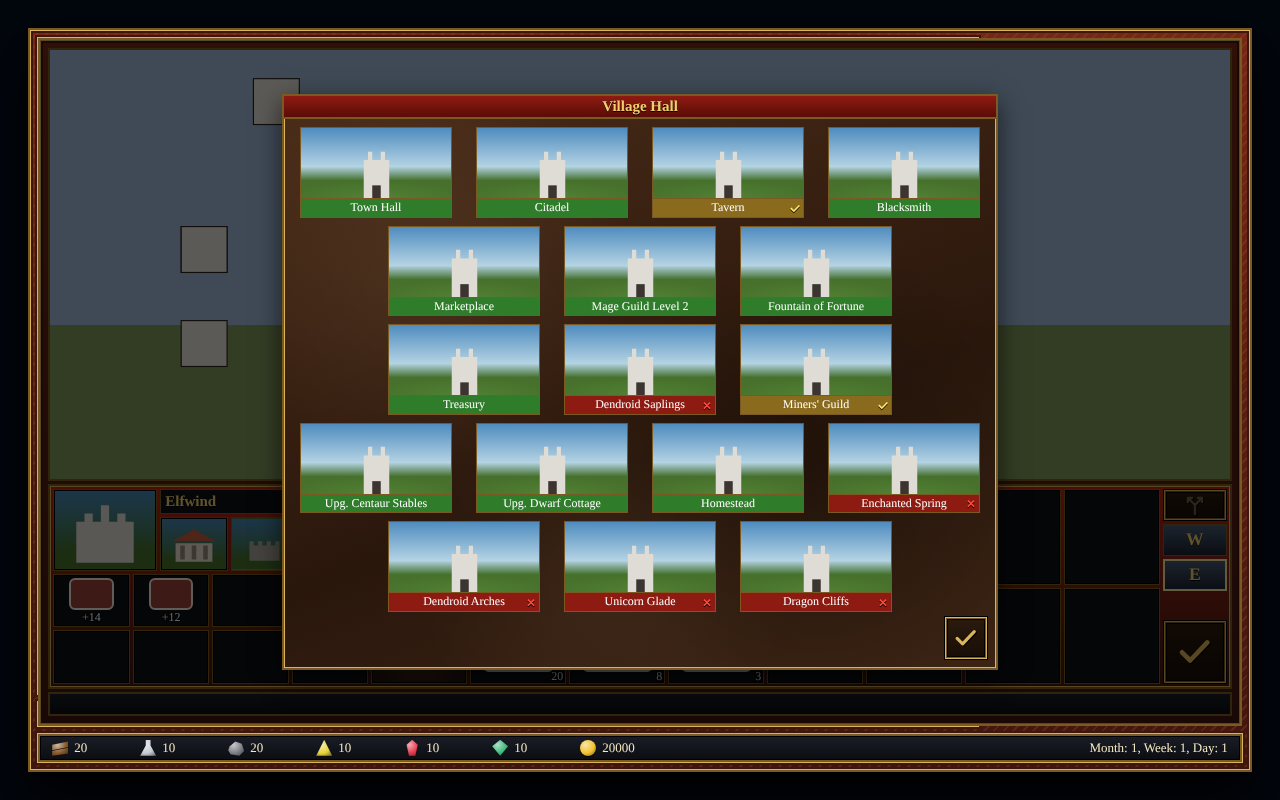 Village Hall
Town Hall
Citadel
Tavern
Blacksmith
Marketplace
Mage Guild Level 2
Fountain of Fortune
Treasury
Dendroid Saplings
Miners' Guild
Upg. Centaur Stables
Upg. Dwarf Cottage
Homestead
Enchanted Spring
Dendroid Arches
Unicorn Glade
Dragon Cliffs
Elfwind
W
E
+14
+12
20
8
3
20
10
20
10
10
10
20000
Month: 1, Week: 1, Day: 1